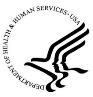 DEPARTMENT OF HEALTH & HUMAN SERVICES • USA